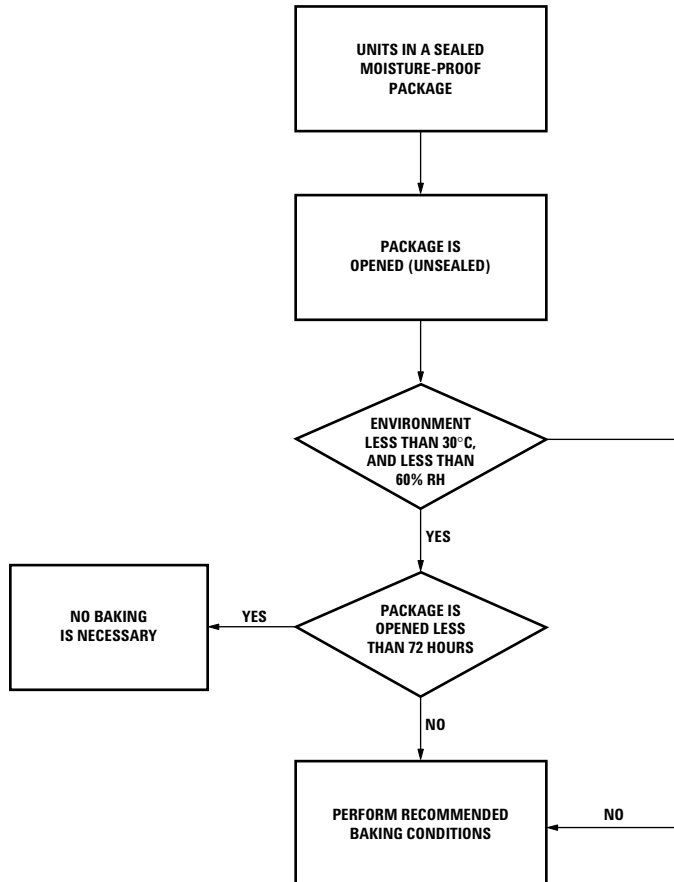 UNITS IN A SEALED
MOISTURE-PROOF
PACKAGE
PACKAGE IS
OPENED (UNSEALED)
ENVIRONMENT
LESS THAN 30°C,
AND LESS THAN
60% RH
YES
NO BAKING
IS NECESSARY
YES
PACKAGE IS
OPENED LESS
THAN 72 HOURS
NO
PERFORM RECOMMENDED
BAKING CONDITIONS
NO